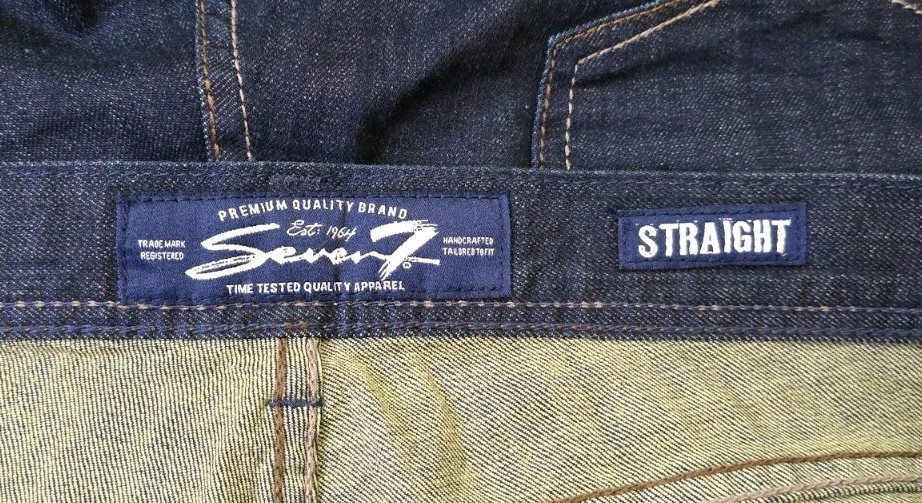 PREMIUM QUALITY BRAND
Est: 1964
TRADE MARK
REGISTERED
Seven7
HANDCRAFTED
TAILORED TO FIT
TIME TESTED QUALITY APPAREL
STRAIGHT